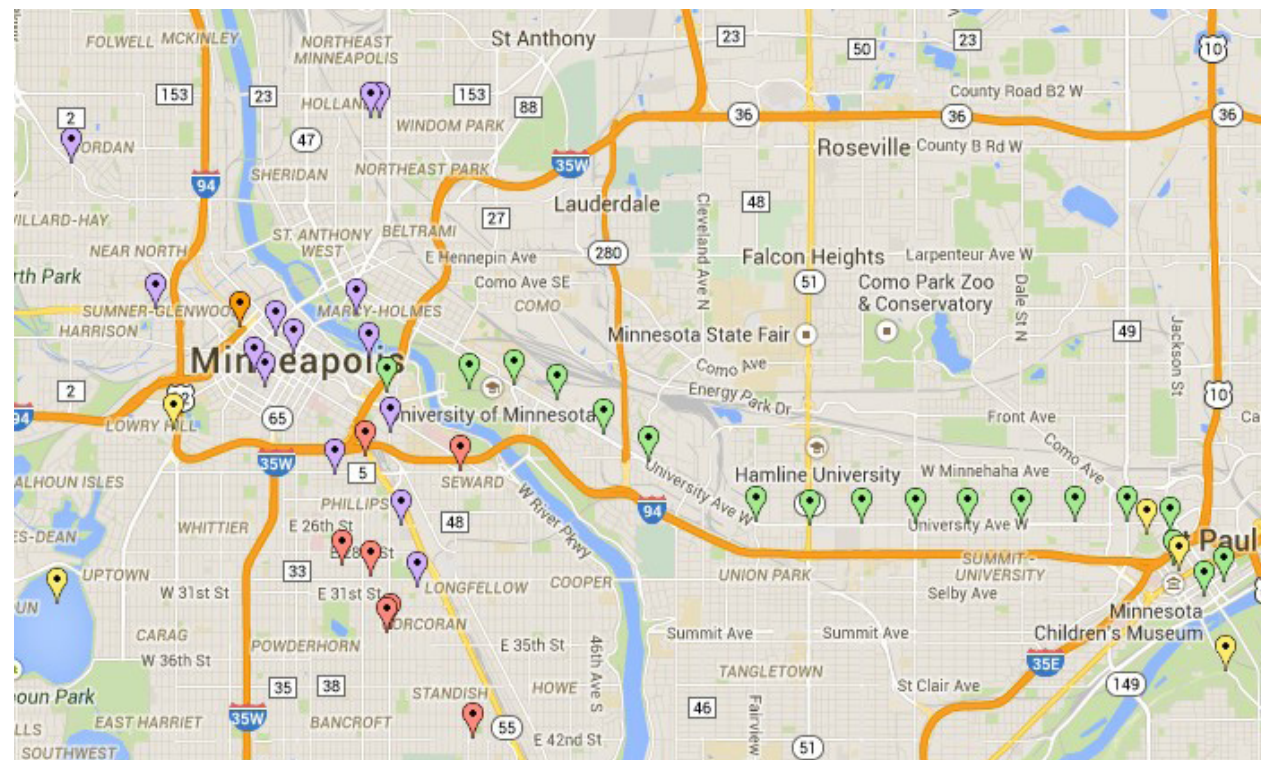 FOLWELL
MCKINLEY
NORTHEAST
MINNEAPOLIS
St Anthony
23
50
23
10
153
23
HOLLAN
153
88
County Road B2 W
2
47
WINDOM PARK
36
36
36
ORDAN
Roseville
County B Rd W
NORTHEAST PARK
35W
SHERIDAN
94
ILLARD-HAY
27
Lauderdale
Cleveland Ave N
48
ST. ANTHONY
WEST
BELTRAMI
NEAR NORTH
E Hennepin Ave
280
Falcon Heights
Larpenteur Ave W
rth Park
Como Ave SE
51
Como Park Zoo
& Conservatory
Dale St N
SUMNER-GLENWOO
MARCY-HOLMES
COMO
HARRISON
Minnesota State Fair
49
Jackson St
Minneapolis
Como Ave
2
Energy Park Dr
10
94
65
University of Minnesota
Front Ave
Ca
LOWRY HILL
Como Ave
35W
5
Hamline University
W Minnehaha Ave
ALHOUN ISLES
SEWARD
University Ave W
PHILLIPS
W River Pkwy
94
WHITTIER
E 26th St
48
University Ave W
ES-DEAN
St
t Paul
UPTOWN
33
SUMMIT -
UNIVERSITY
UNION PARK
W 31st St
E 31st St
LONGFELLOW
COOPER
Selby Ave
OUN
Minnesota
Children's Museum
CARAG
ORCORAN
Summit Ave
Summit Ave
POWDERHORN
E 35th St
46th Ave S
W 36th St
35E
TANGLETOWN
149
houn Park
35
38
STANDISH
HOWE
St Clair Ave
46
Fairview
LLS
EAST HARRIET
35W
BANCROFT
55
E 42nd St
51
SOUTHWEST